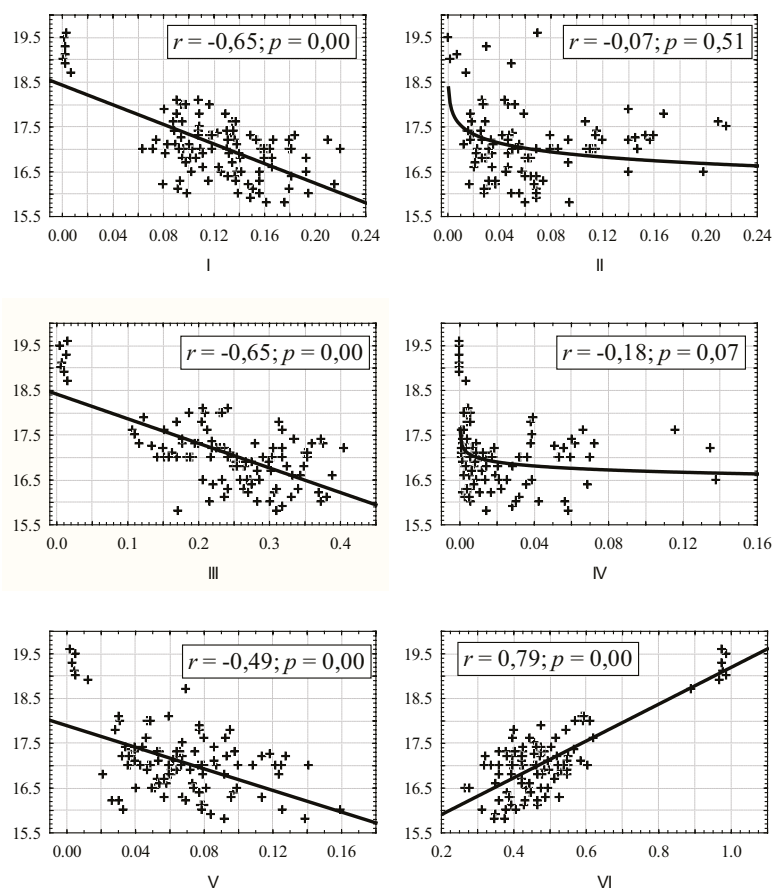 r = -0,65; p = 0,00
19.5
18.5
17.5
16.5
15.5
0.00 0.04 0.08 0.12 0.16 0.20 0.24
I
r = -0,07; p = 0,51
19.5
18.5
17.5
16.5
15.5
0.00 0.04 0.08 0.12 0.16 0.20 0.24
II
r = -0,65; p = 0,00
19.5
18.5
17.5
16.5
15.5
0.0 0.1 0.2 0.3 0.4
III
r = -0,18; p = 0,07
19.5
18.5
17.5
16.5
15.5
0.00 0.04 0.08 0.12 0.16
IV
r = -0,49; p = 0,00
19.5
18.5
17.5
16.5
15.5
0.00 0.04 0.08 0.12 0.16
V
r = 0,79; p = 0,00
19.5
18.5
17.5
16.5
15.5
0.2 0.4 0.6 0.8 1.0
VI